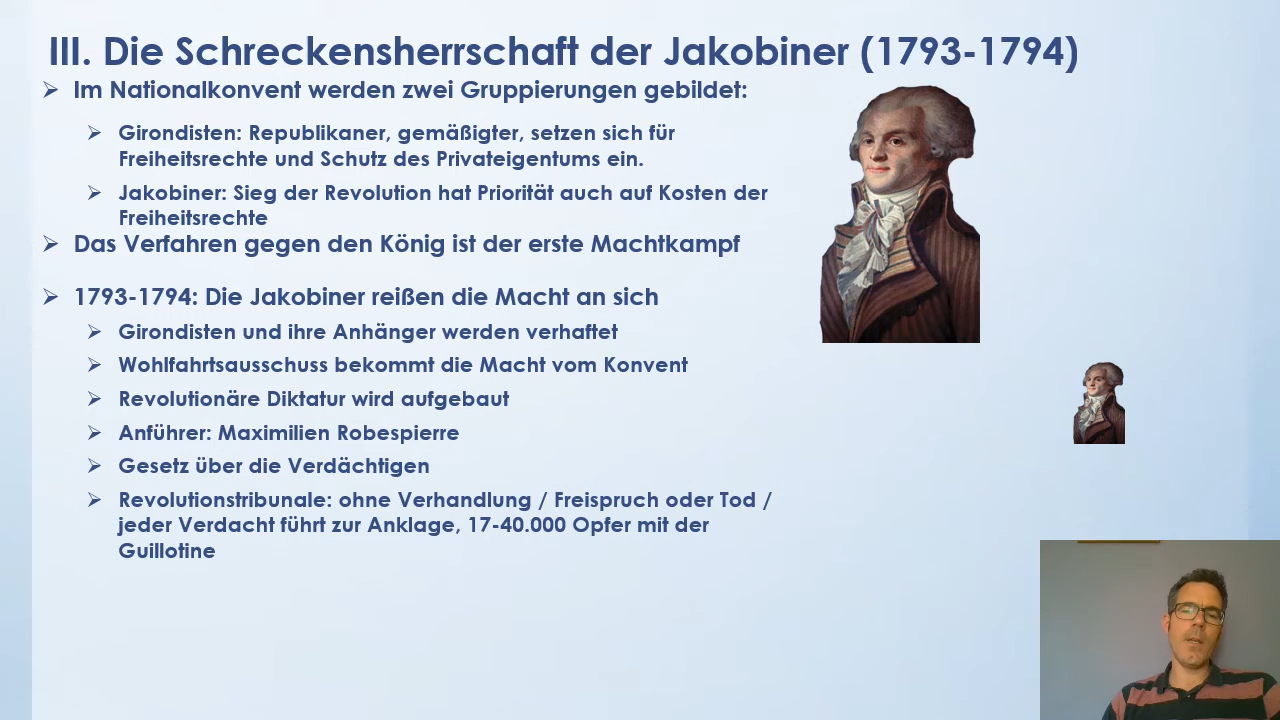 III. Die Schreckensherrschaft der Jakobiner (1793-1794)
Im Nationalkonvent werden zwei Gruppierungen gebildet:
Girondisten: Republikaner, gemäßigter, setzen sich für
Freiheitsrechte und Schutz des Privateigentums ein.
Jakobiner: Sieg der Revolution hat Priorität auch auf Kosten der
Freiheitsrechte
Das Verfahren gegen den König ist der erste Machtkampf
1793-1794: Die Jakobiner reißen die Macht an sich
Girondisten und ihre Anhänger werden verhaftet
Wohlfahrtsausschuss bekommt die Macht vom Konvent
Revolutionäre Diktatur wird aufgebaut
Anführer: Maximilien Robespierre
Gesetz über die Verdächtigen
Revolutionstribunale: ohne Verhandlung / Freispruch oder Tod /
jeder Verdacht führt zur Anklage, 17-40.000 Opfer mit der
Guillotine